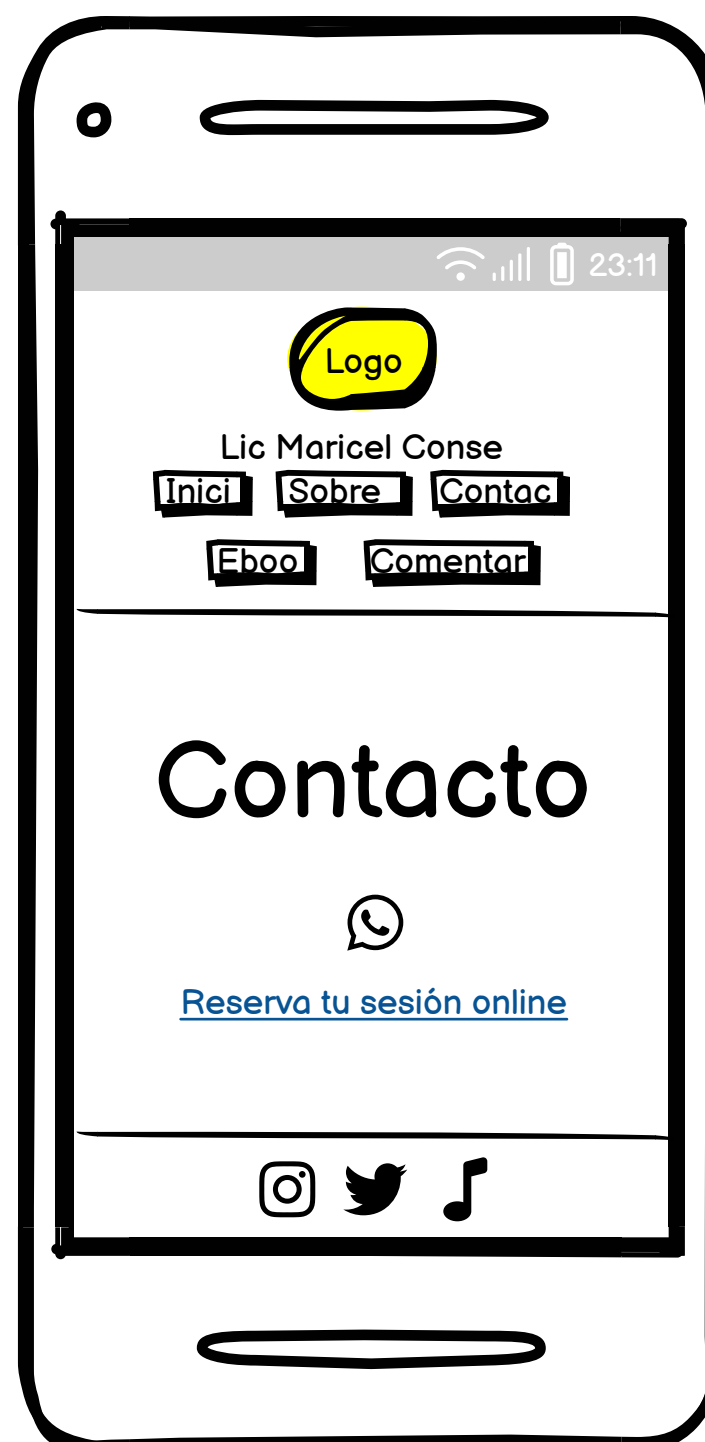 23:11
Logo
Lic Maricel Conse
Inici Sobre Contac
Eboo Comentar
Contacto
Reserva tu sesión online